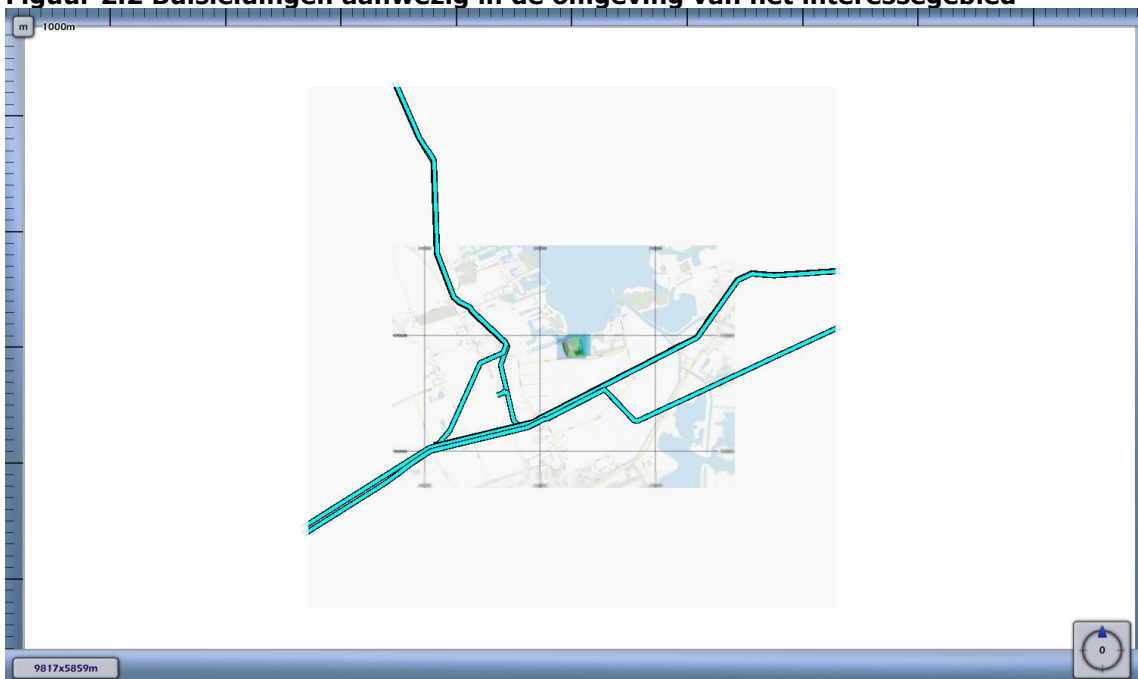 Figuur 2.2 Buisleidingen aanwezig in de omgeving van het interessegebied
m
1000m
0
9817x5859m